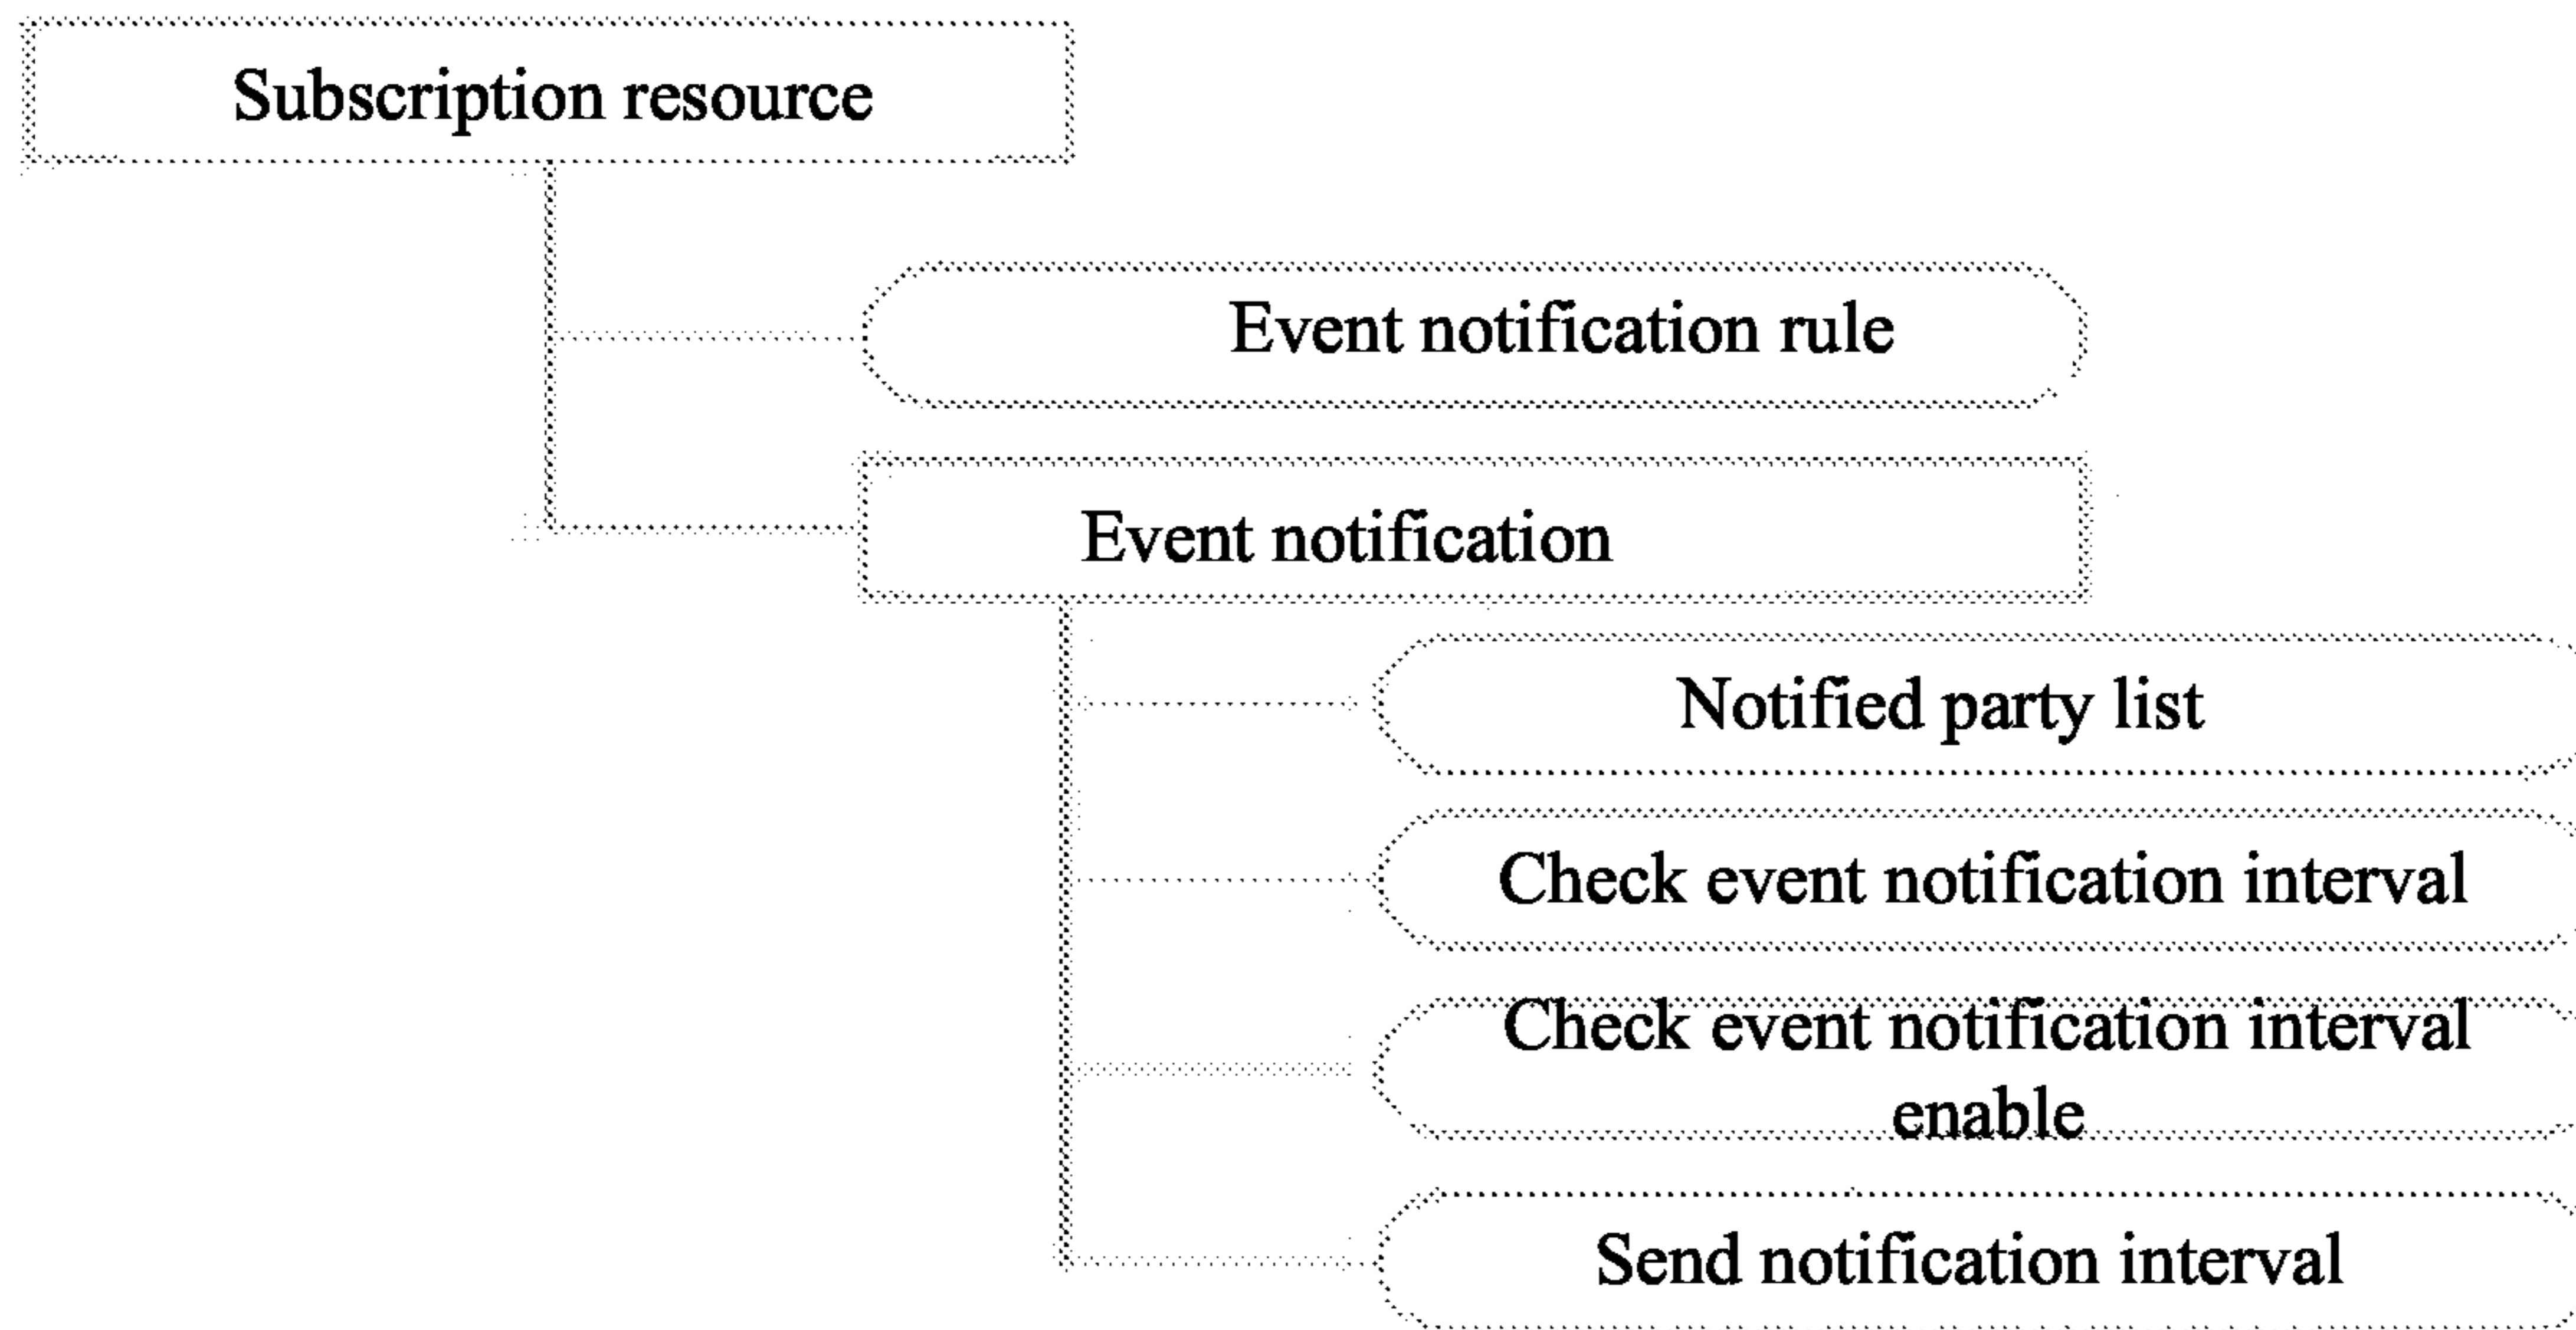 Subscription resource
Event notification rule
Event notification
Notified party list
Check event notification interval
Check event notification interval
enable
Send notification interval